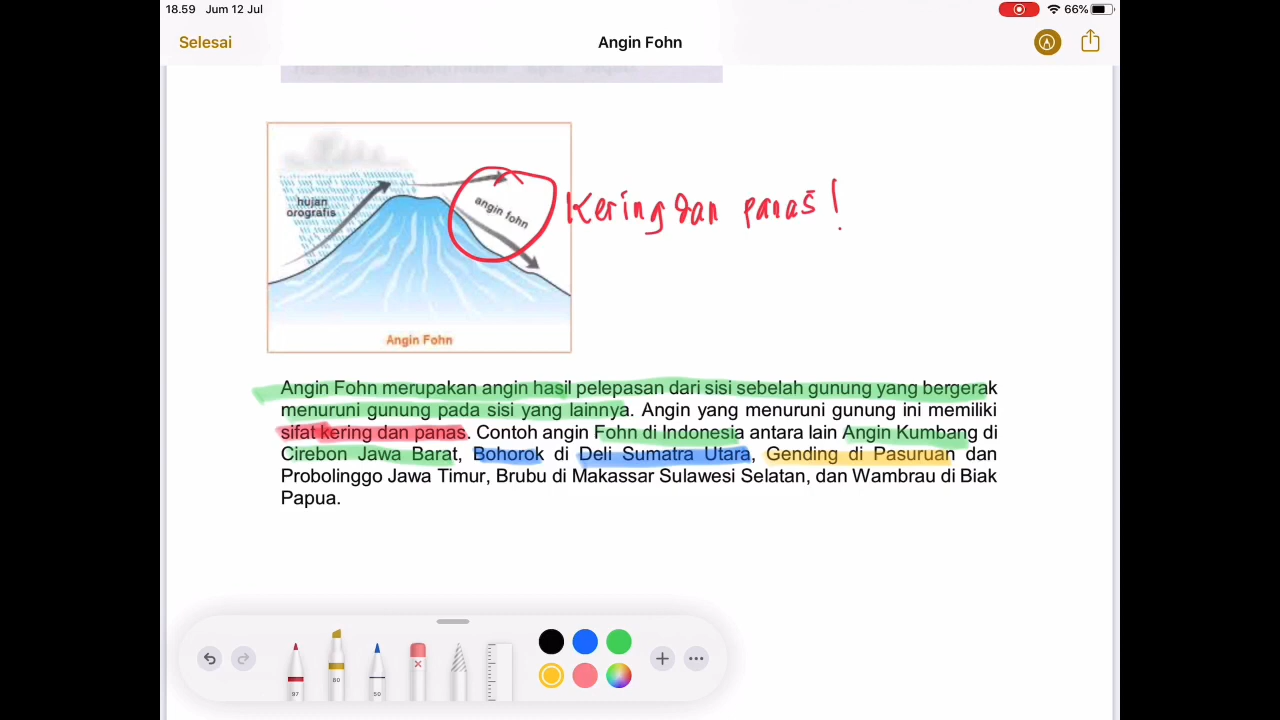 18.59 Jum 12 Jul
66%
Selesai
Angin Fohn
hujan
orografis
angin fohn
Kering dan panas!
Angin Fohn
Angin Fohn merupakan angin hasil pelepasan dari sisi sebelah gunung yang bergerak
menuruni gunung pada sisi yang lainnya. Angin yang menuruni gunung ini memiliki
sifat kering dan panas. Contoh angin Fohn di Indonesia antara lain Angin Kumbang di
Cirebon Jawa Barat, Bohorok di Deli Sumatra Utara, Gending di Pasuruan dan
Probolinggo Jawa Timur, Brubu di Makassar Sulawesi Selatan, dan Wambrau di Biak
Papua.
97
80
50